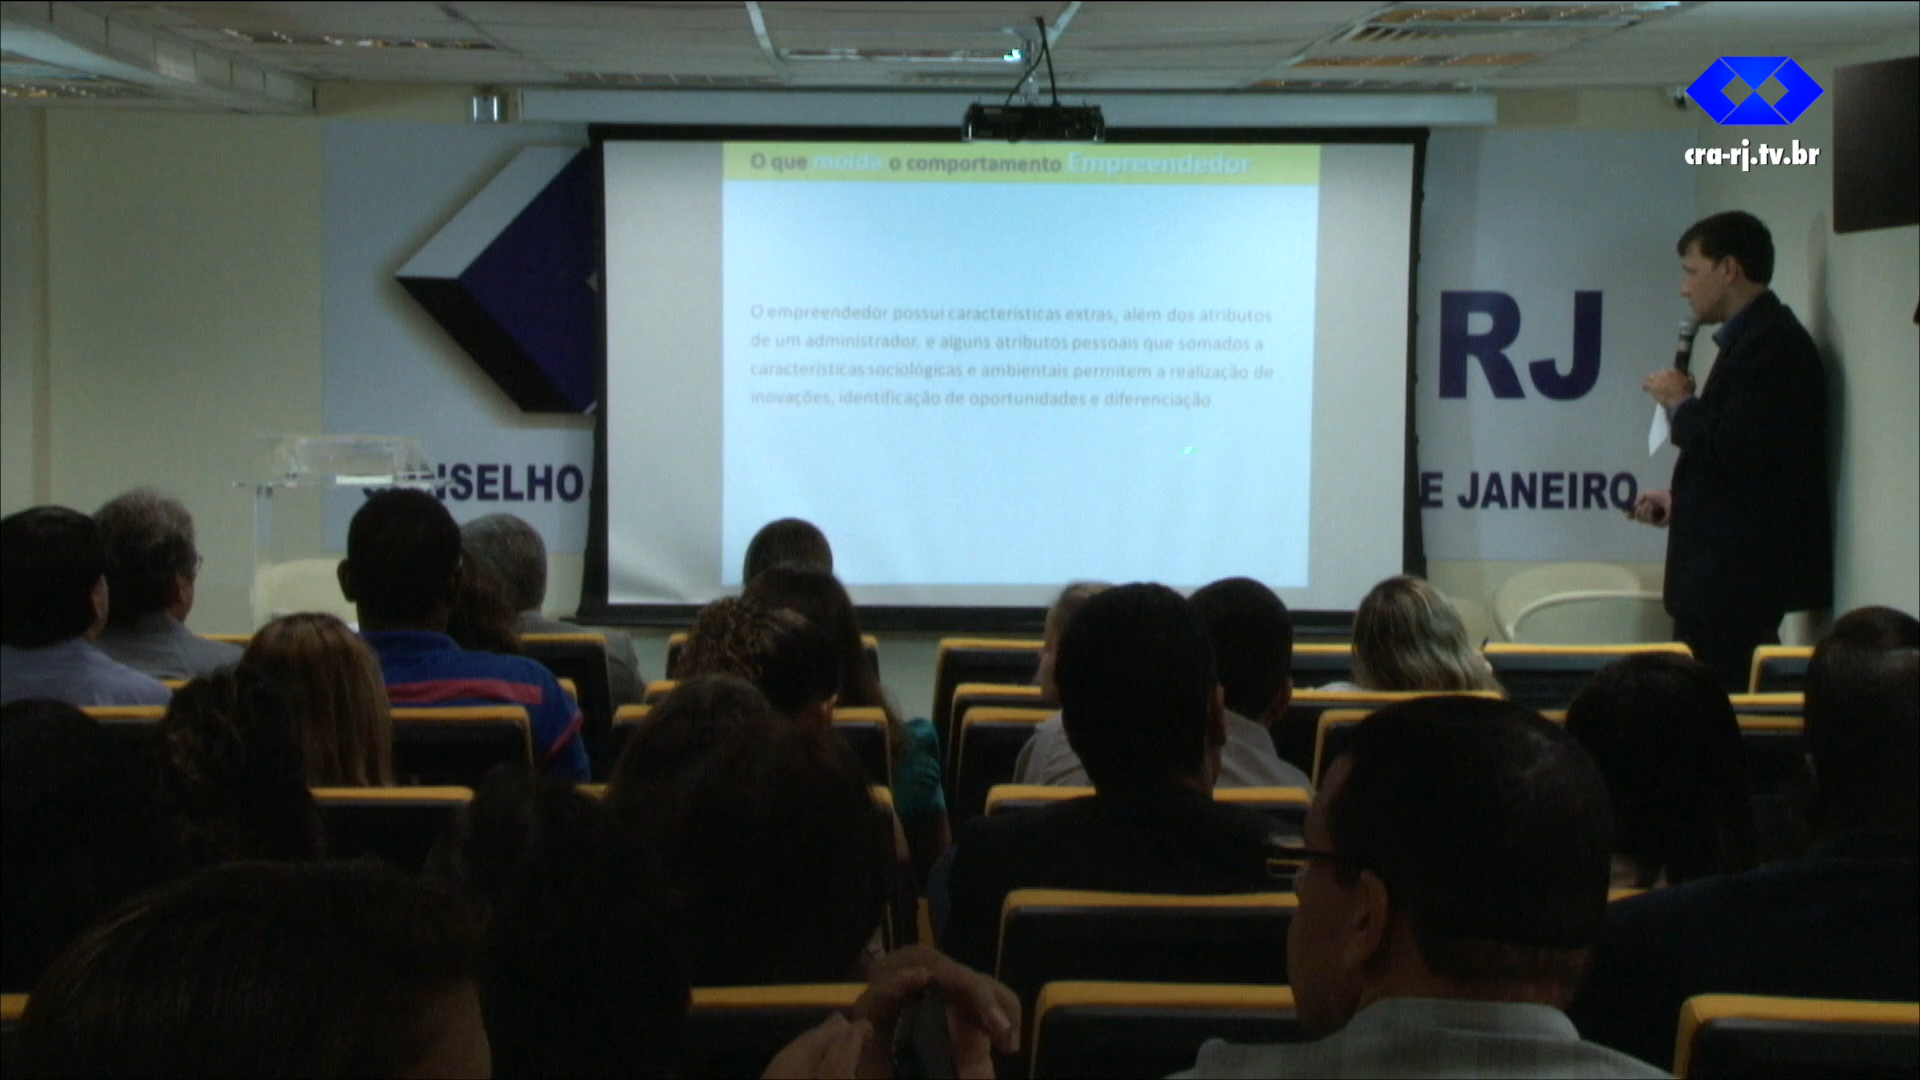 cra-rj.tv.br
O que molda o comportamento Empreendedor
O empreendedor possui características extras, além dos atributos
de um administrador, e alguns atributos pessoais que somados a
características sociológicas e ambientais permitem a realização de
inovações, identificação de oportunidades e diferenciação
RJ
E JANEIRO